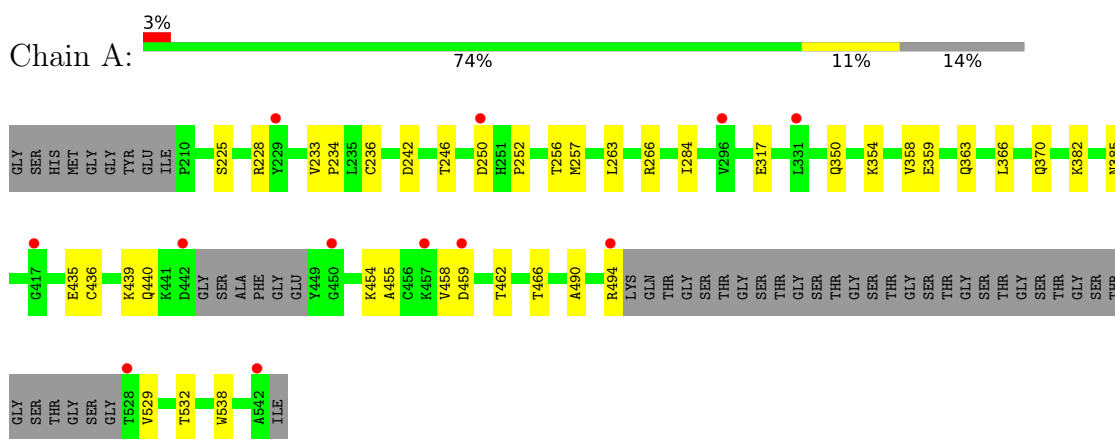 3%
Chain A:
74% 11% 14%
GLY SER HIS MET GLY GLY TYR GLU ILE P210 S225 R228 Y229 V233 P234 L235 C236 D242 T246 D250 H251 P252 T256 M257 L263 R266 I284 V296 E317 L331 Q350 K354 V358 E359 Q363 L366 Q370 K382 N385
G417 E435 C436 K439 Q440 K441 D442 GLY SER ALA PHE GLY GLU Y449 G450 K454 A455 C456 K457 V458 D459 T462 T466 A490 R494 LYS GLN THR GLY SER THR GLY SER THR GLY SER THR GLY SER THR GLY SER THR GLY SER THR GLY SER THR GLY SER THR
GLY SER THR GLY SER GLY T528 V529 T532 W538 A542 ILE